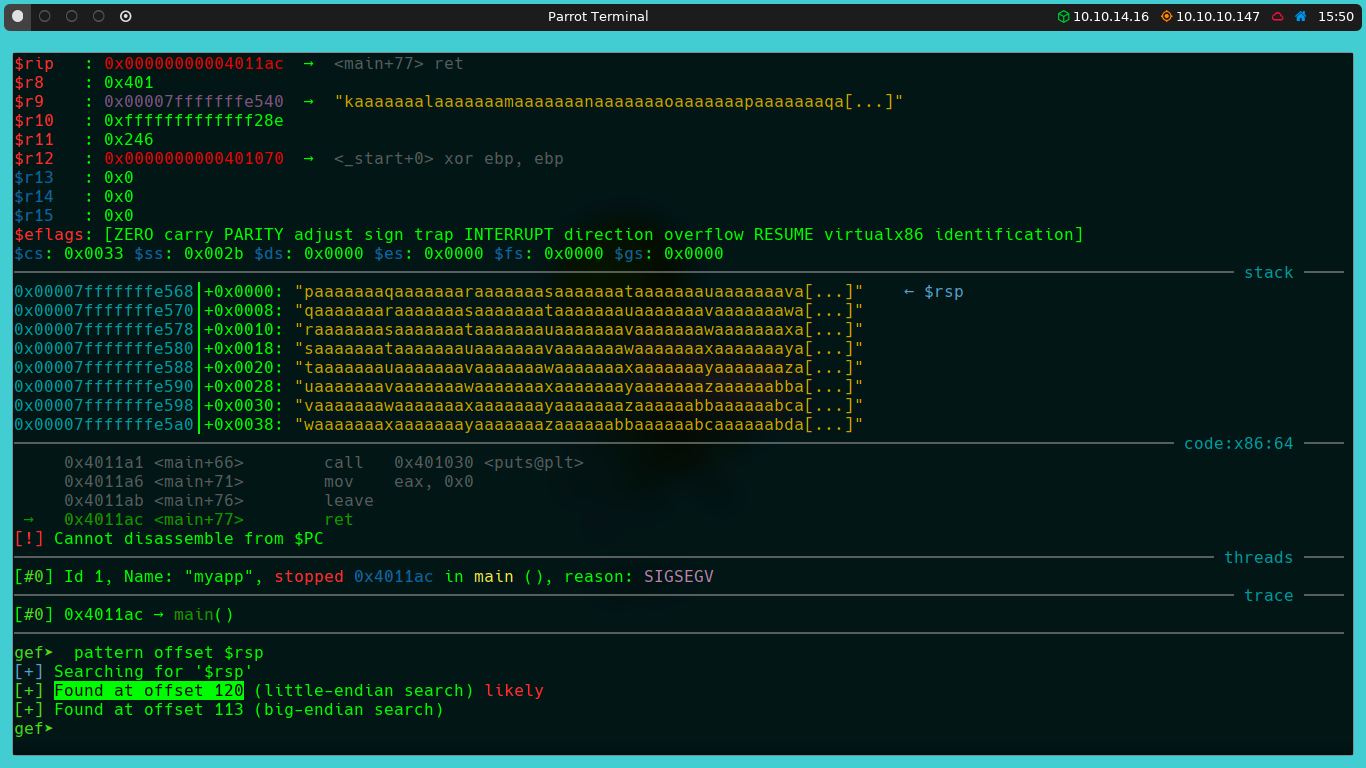 Parrot Terminal 10.10.14.16 10.10.10.147 15:50
$rip   : 0x00000000004011ac  →  <main+77> ret
$r8    : 0x401
$r9    : 0x00007fffffffe540  →  "kaaaaaaalaaaaaaamaaaaaaanaaaaaaaoaaaaaaapaaaaaaaqa[...]"
$r10   : 0xfffffffffffff28e
$r11   : 0x246
$r12   : 0x0000000000401070  →  <_start+0> xor ebp, ebp
$r13   : 0x0
$r14   : 0x0
$r15   : 0x0
$eflags: [ZERO carry PARITY adjust sign trap INTERRUPT direction overflow RESUME virtualx86 identification]
$cs: 0x0033 $ss: 0x002b $ds: 0x0000 $es: 0x0000 $fs: 0x0000 $gs: 0x0000
stack
0x00007fffffffe568│+0x0000: "paaaaaaaqaaaaaaaraaaaaaasaaaaaaataaaaaaauaaaaaaava[...]"    ← $rsp
0x00007fffffffe570│+0x0008: "qaaaaaaaraaaaaaasaaaaaaataaaaaaauaaaaaaavaaaaaaawa[...]"
0x00007fffffffe578│+0x0010: "raaaaaaasaaaaaaataaaaaaauaaaaaaavaaaaaaawaaaaaaaxa[...]"
0x00007fffffffe580│+0x0018: "saaaaaaataaaaaaauaaaaaaavaaaaaaawaaaaaaaxaaaaaaaya[...]"
0x00007fffffffe588│+0x0020: "taaaaaaauaaaaaaavaaaaaaawaaaaaaaxaaaaaaayaaaaaaaza[...]"
0x00007fffffffe590│+0x0028: "uaaaaaaavaaaaaaawaaaaaaaxaaaaaaayaaaaaaazaaaaaabba[...]"
0x00007fffffffe598│+0x0030: "vaaaaaaawaaaaaaaxaaaaaaayaaaaaaazaaaaaabbaaaaaabca[...]"
0x00007fffffffe5a0│+0x0038: "waaaaaaaxaaaaaaayaaaaaaazaaaaaabbaaaaaabcaaaaaabda[...]"
code:x86:64
0x4011a1 <main+66>        call   0x401030 <puts@plt>
0x4011a6 <main+71>        mov    eax, 0x0
0x4011ab <main+76>        leave
→   0x4011ac <main+77>        ret
[!] Cannot disassemble from $PC
threads
[#0] Id 1, Name: "myapp", stopped 0x4011ac in main (), reason: SIGSEGV
trace
[#0] 0x4011ac → main()
gef➤  pattern offset $rsp
[+] Searching for '$rsp'
[+] Found at offset 120 (little-endian search) likely
[+] Found at offset 113 (big-endian search)
gef➤